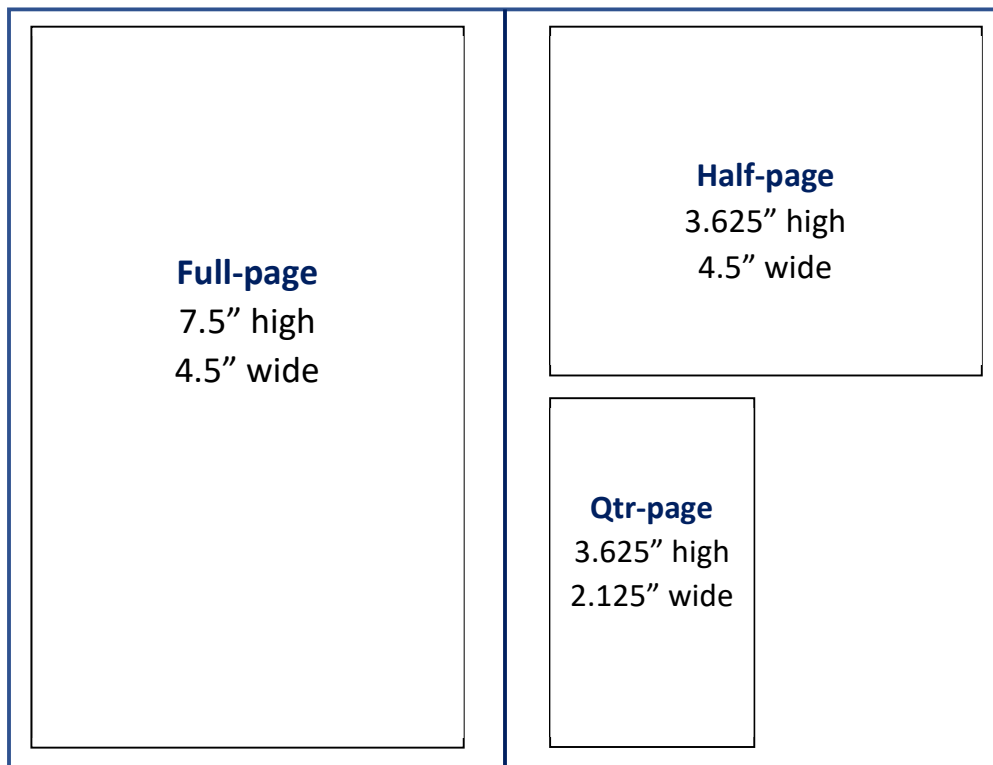 Full-page
7.5” high
4.5” wide
Half-page
3.625” high
4.5” wide
Qtr-page
3.625” high
2.125” wide